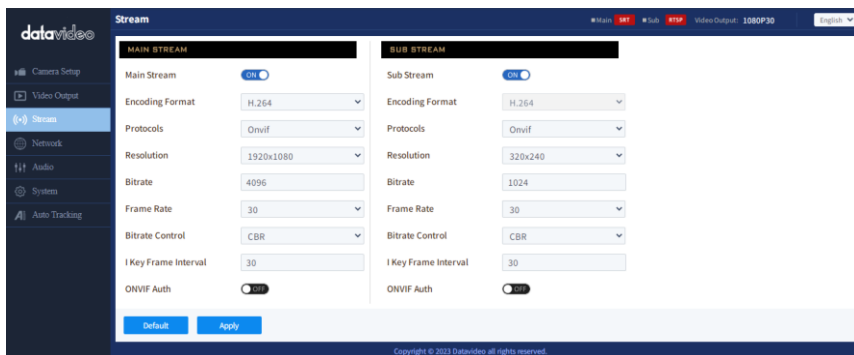 datavideo
Stream
Main SRT Sub RTSP Video Output: 1080P30 English
Camera Setup
Video Output
Stream
Network
Audio
System
Auto Tracking
MAIN STREAM
Main Stream ON
Encoding Format H.264
Protocols Onvif
Resolution 1920x1080
Bitrate 4096
Frame Rate 30
Bitrate Control CBR
I Key Frame Interval 30
ONVIF Auth OFF
SUB STREAM
Sub Stream ON
Encoding Format H.264
Protocols Onvif
Resolution 320x240
Bitrate 1024
Frame Rate 30
Bitrate Control CBR
I Key Frame Interval 30
ONVIF Auth OFF
Default Apply
Copyright © 2023 Datavideo all rights reserved.